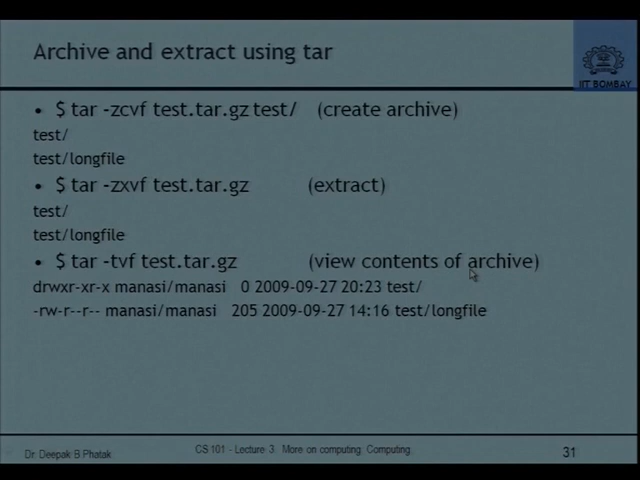 Archive and extract using tar
IIT BOMBAY
• $ tar -zcvf test.tar.gz test/ (create archive)
test/
test/longfile
• $ tar -zxvf test.tar.gz (extract)
test/
test/longfile
• $ tar -tvf test.tar.gz (view contents of archive)
drwxr-xr-x manasi/manasi 0 2009-09-27 20:23 test/
-rw-r--r-- manasi/manasi 205 2009-09-27 14:16 test/longfile
Dr. Deepak B Phatak
CS 101 - Lecture 3. More on computing. Computing.
31